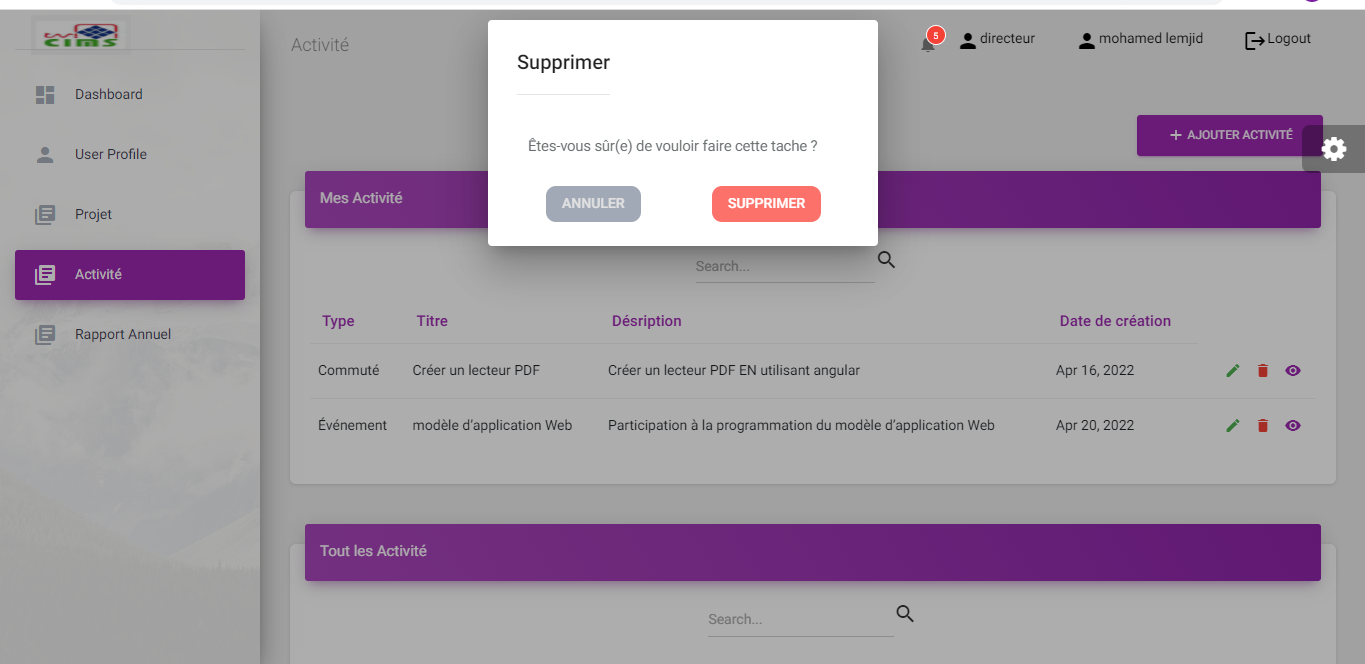 CIMS
Dashboard
User Profile
Projet
Activité
Rapport Annuel
Activité
5
directeur
mohamed lemjid
Logout
Supprimer
Êtes-vous sûr(e) de vouloir faire cette tache ?
ANNULER
SUPPRIMER
+ AJOUTER ACTIVITÉ
Mes Activité
Search...
Type Titre Désription Date de création
Commuté Créer un lecteur PDF Créer un lecteur PDF EN utilisant angular Apr 16, 2022
Événement modèle d'application Web Participation à la programmation du modèle d'application Web Apr 20, 2022
Tout les Activité
Search...